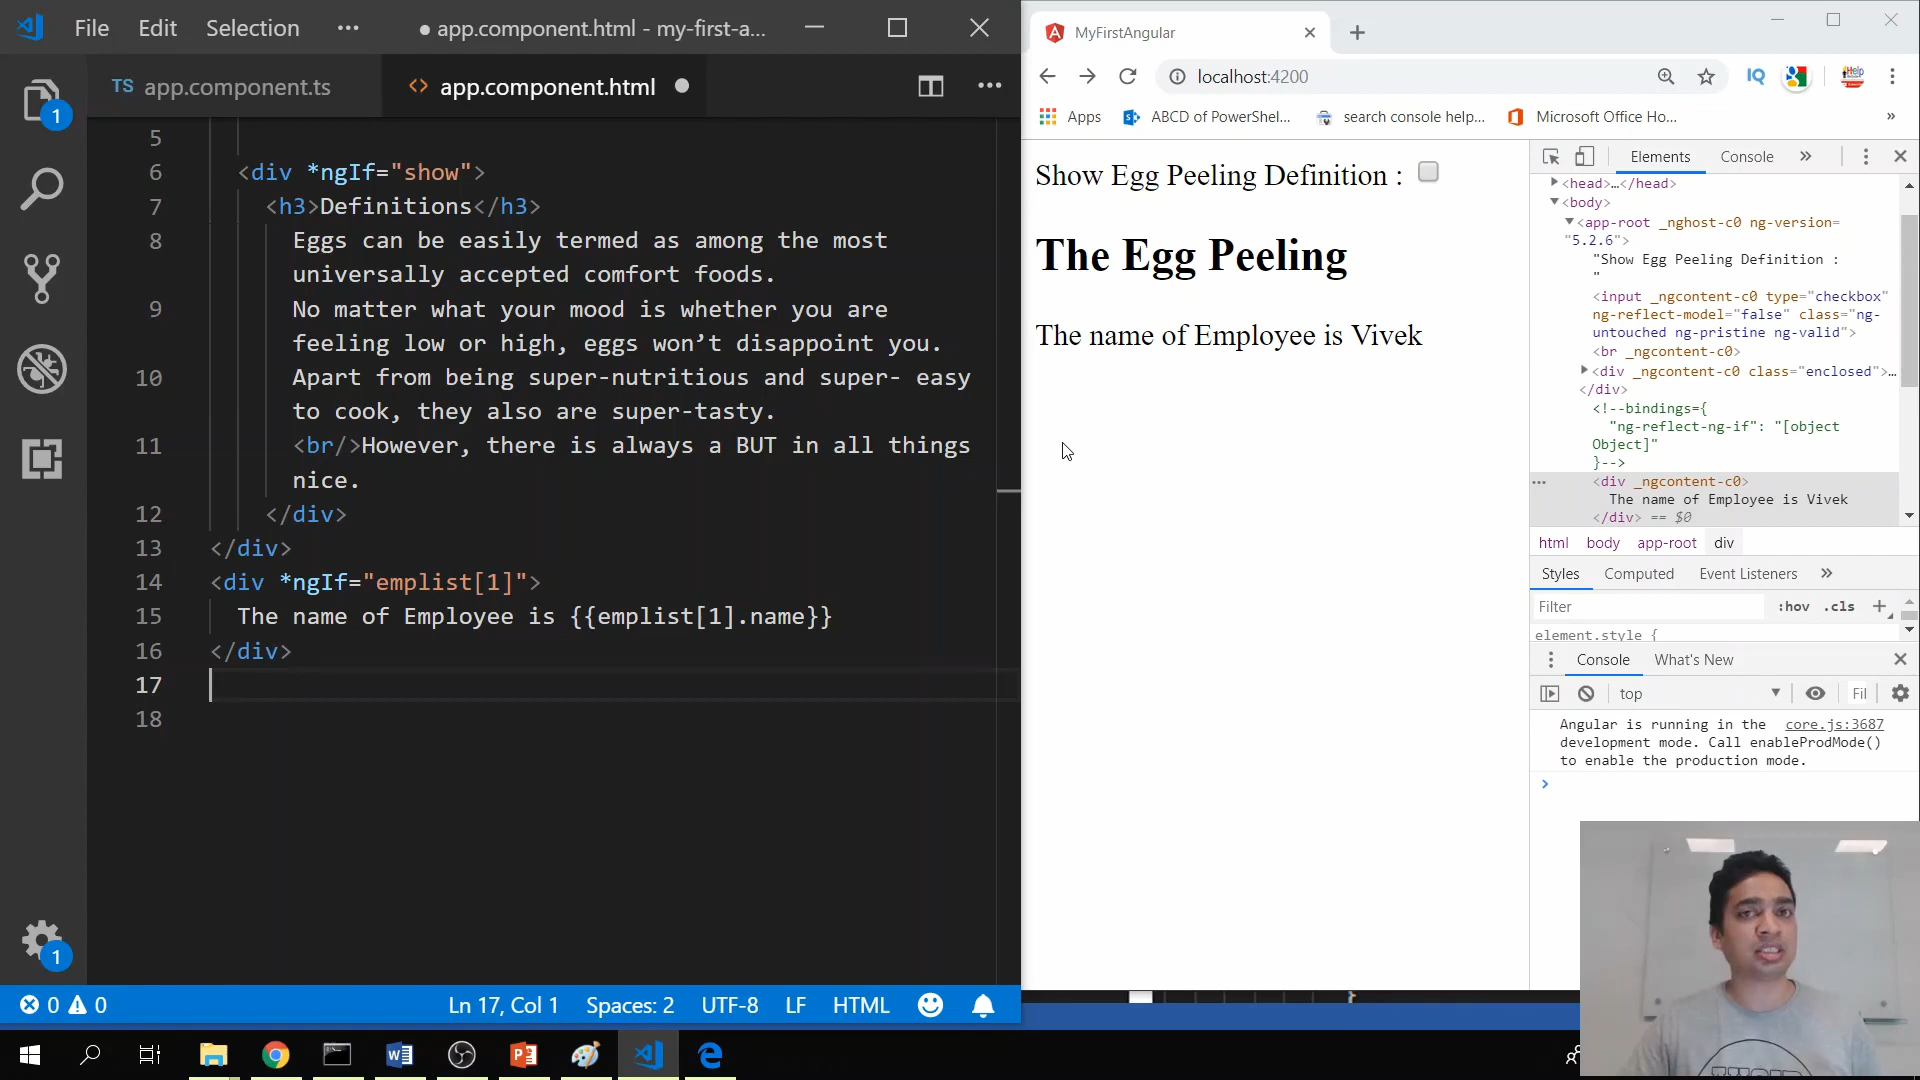 File Edit Selection ··· ● app.component.html - my-first-a...
TS app.component.ts <> app.component.html ●
5
6 <div *ngIf="show">
7 <h3>Definitions</h3>
8 Eggs can be easily termed as among the most
universally accepted comfort foods.
9 No matter what your mood is whether you are
feeling low or high, eggs won’t disappoint you.
10 Apart from being super-nutritious and super- easy
to cook, they also are super-tasty.
11 <br/>However, there is always a BUT in all things
nice.
12 </div>
13 </div>
14 <div *ngIf="emplist[1]">
15 The name of Employee is {{emplist[1].name}}
16 </div>
17
18
1
1
0 0 Ln 17, Col 1 Spaces: 2 UTF-8 LF HTML
MyFirstAngular
localhost:4200
IQ
Apps ABCD of PowerShel... search console help... Microsoft Office Ho... »
Show Egg Peeling Definition :
The Egg Peeling
The name of Employee is Vivek
Elements Console »
<head>…</head>
<body>
<app-root _nghost-c0 ng-version=
"5.2.6">
"Show Egg Peeling Definition :
"
<input _ngcontent-c0 type="checkbox"
ng-reflect-model="false" class="ng-
untouched ng-pristine ng-valid">
<br _ngcontent-c0>
<div _ngcontent-c0 class="enclosed">…
</div>
<!--bindings={
"ng-reflect-ng-if": "[object
Object]"
}-->
<div _ngcontent-c0>
The name of Employee is Vivek
</div> == $0
html body app-root div
Styles Computed Event Listeners »
Filter :hov .cls +
element.style {
Console What's New
top Fil
Angular is running in the core.js:3687
development mode. Call enableProdMode()
to enable the production mode.